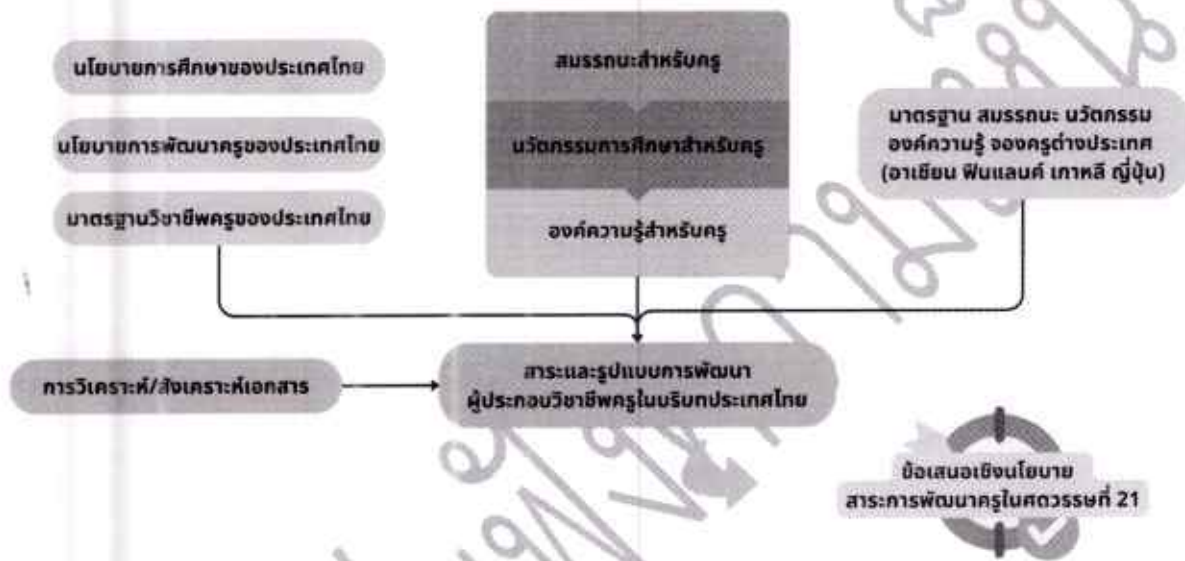 นโยบายการศึกษาของประเทศไทย
นโยบายการพัฒนาครูของประเทศไทย
มาตรฐานวิชาชีพครูของประเทศไทย
สมรรถนะสำหรับครู
นวัตกรรมการศึกษาสำหรับครู
องค์ความรู้สำหรับครู
มาตรฐาน สมรรถนะ นวัตกรรม
องค์ความรู้ จองครูต่างประเทศ
(อาเซียน ฟินแลนด์ เกาหลี ญี่ปุ่น)
การวิเคราะห์/สังเคราะห์เอกสาร
สาระและรูปแบบการพัฒนา
ผู้ประกอบวิชาชีพครูในบริบทประเทศไทย
ข้อเสนอเชิงนโยบาย
สาระการพัฒนาครูในศตวรรษที่ 21